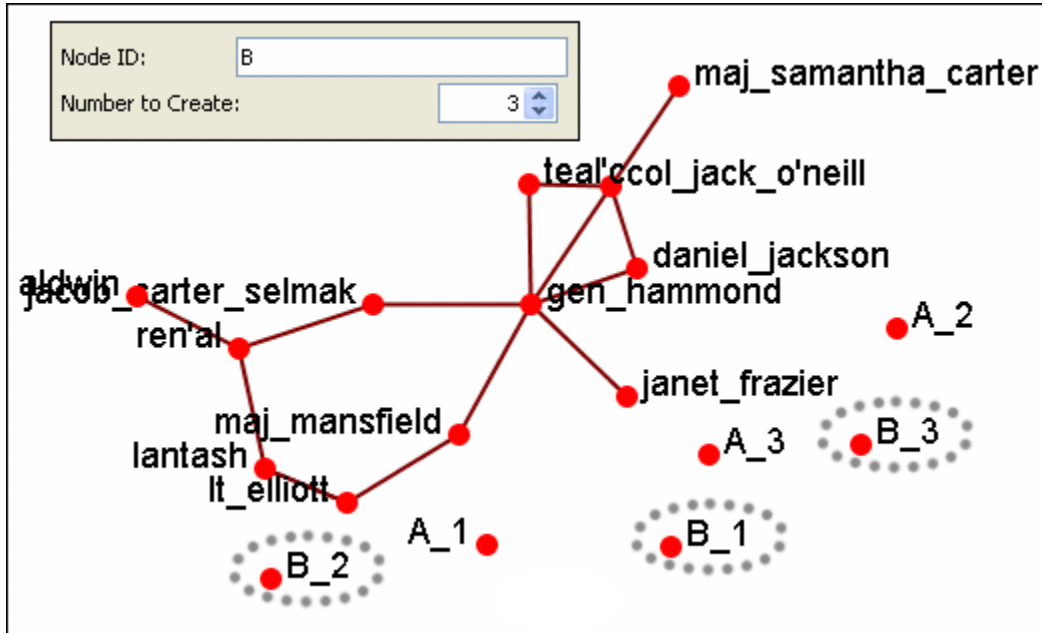 Node ID: B
Number to Create: 3
maj_samantha_carter
teal'c
col_jack_o'neill
daniel_jackson
aldwin
jacob_carter_selmak
gen_hammond
A_2
ren'al
janet_frazier
maj_mansfield
B_3
A_3
lantash
lt_elliott
A_1
B_1
B_2